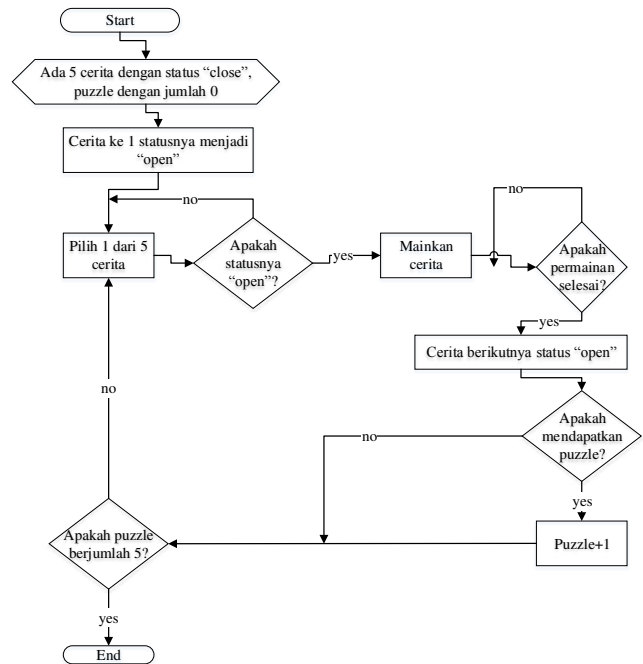 Start
Ada 5 cerita dengan status “close”,
puzzle dengan jumlah 0
Cerita ke 1 statusnya menjadi
“open”
no
Pilih 1 dari 5
cerita
Apakah
statusnya
“open”?
yes
Mainkan
cerita
no
Apakah
permainan
selesai?
yes
Cerita berikutnya status “open”
Apakah
mendapatkan
puzzle?
no
yes
Puzzle+1
no
Apakah puzzle
berjumlah 5?
yes
End